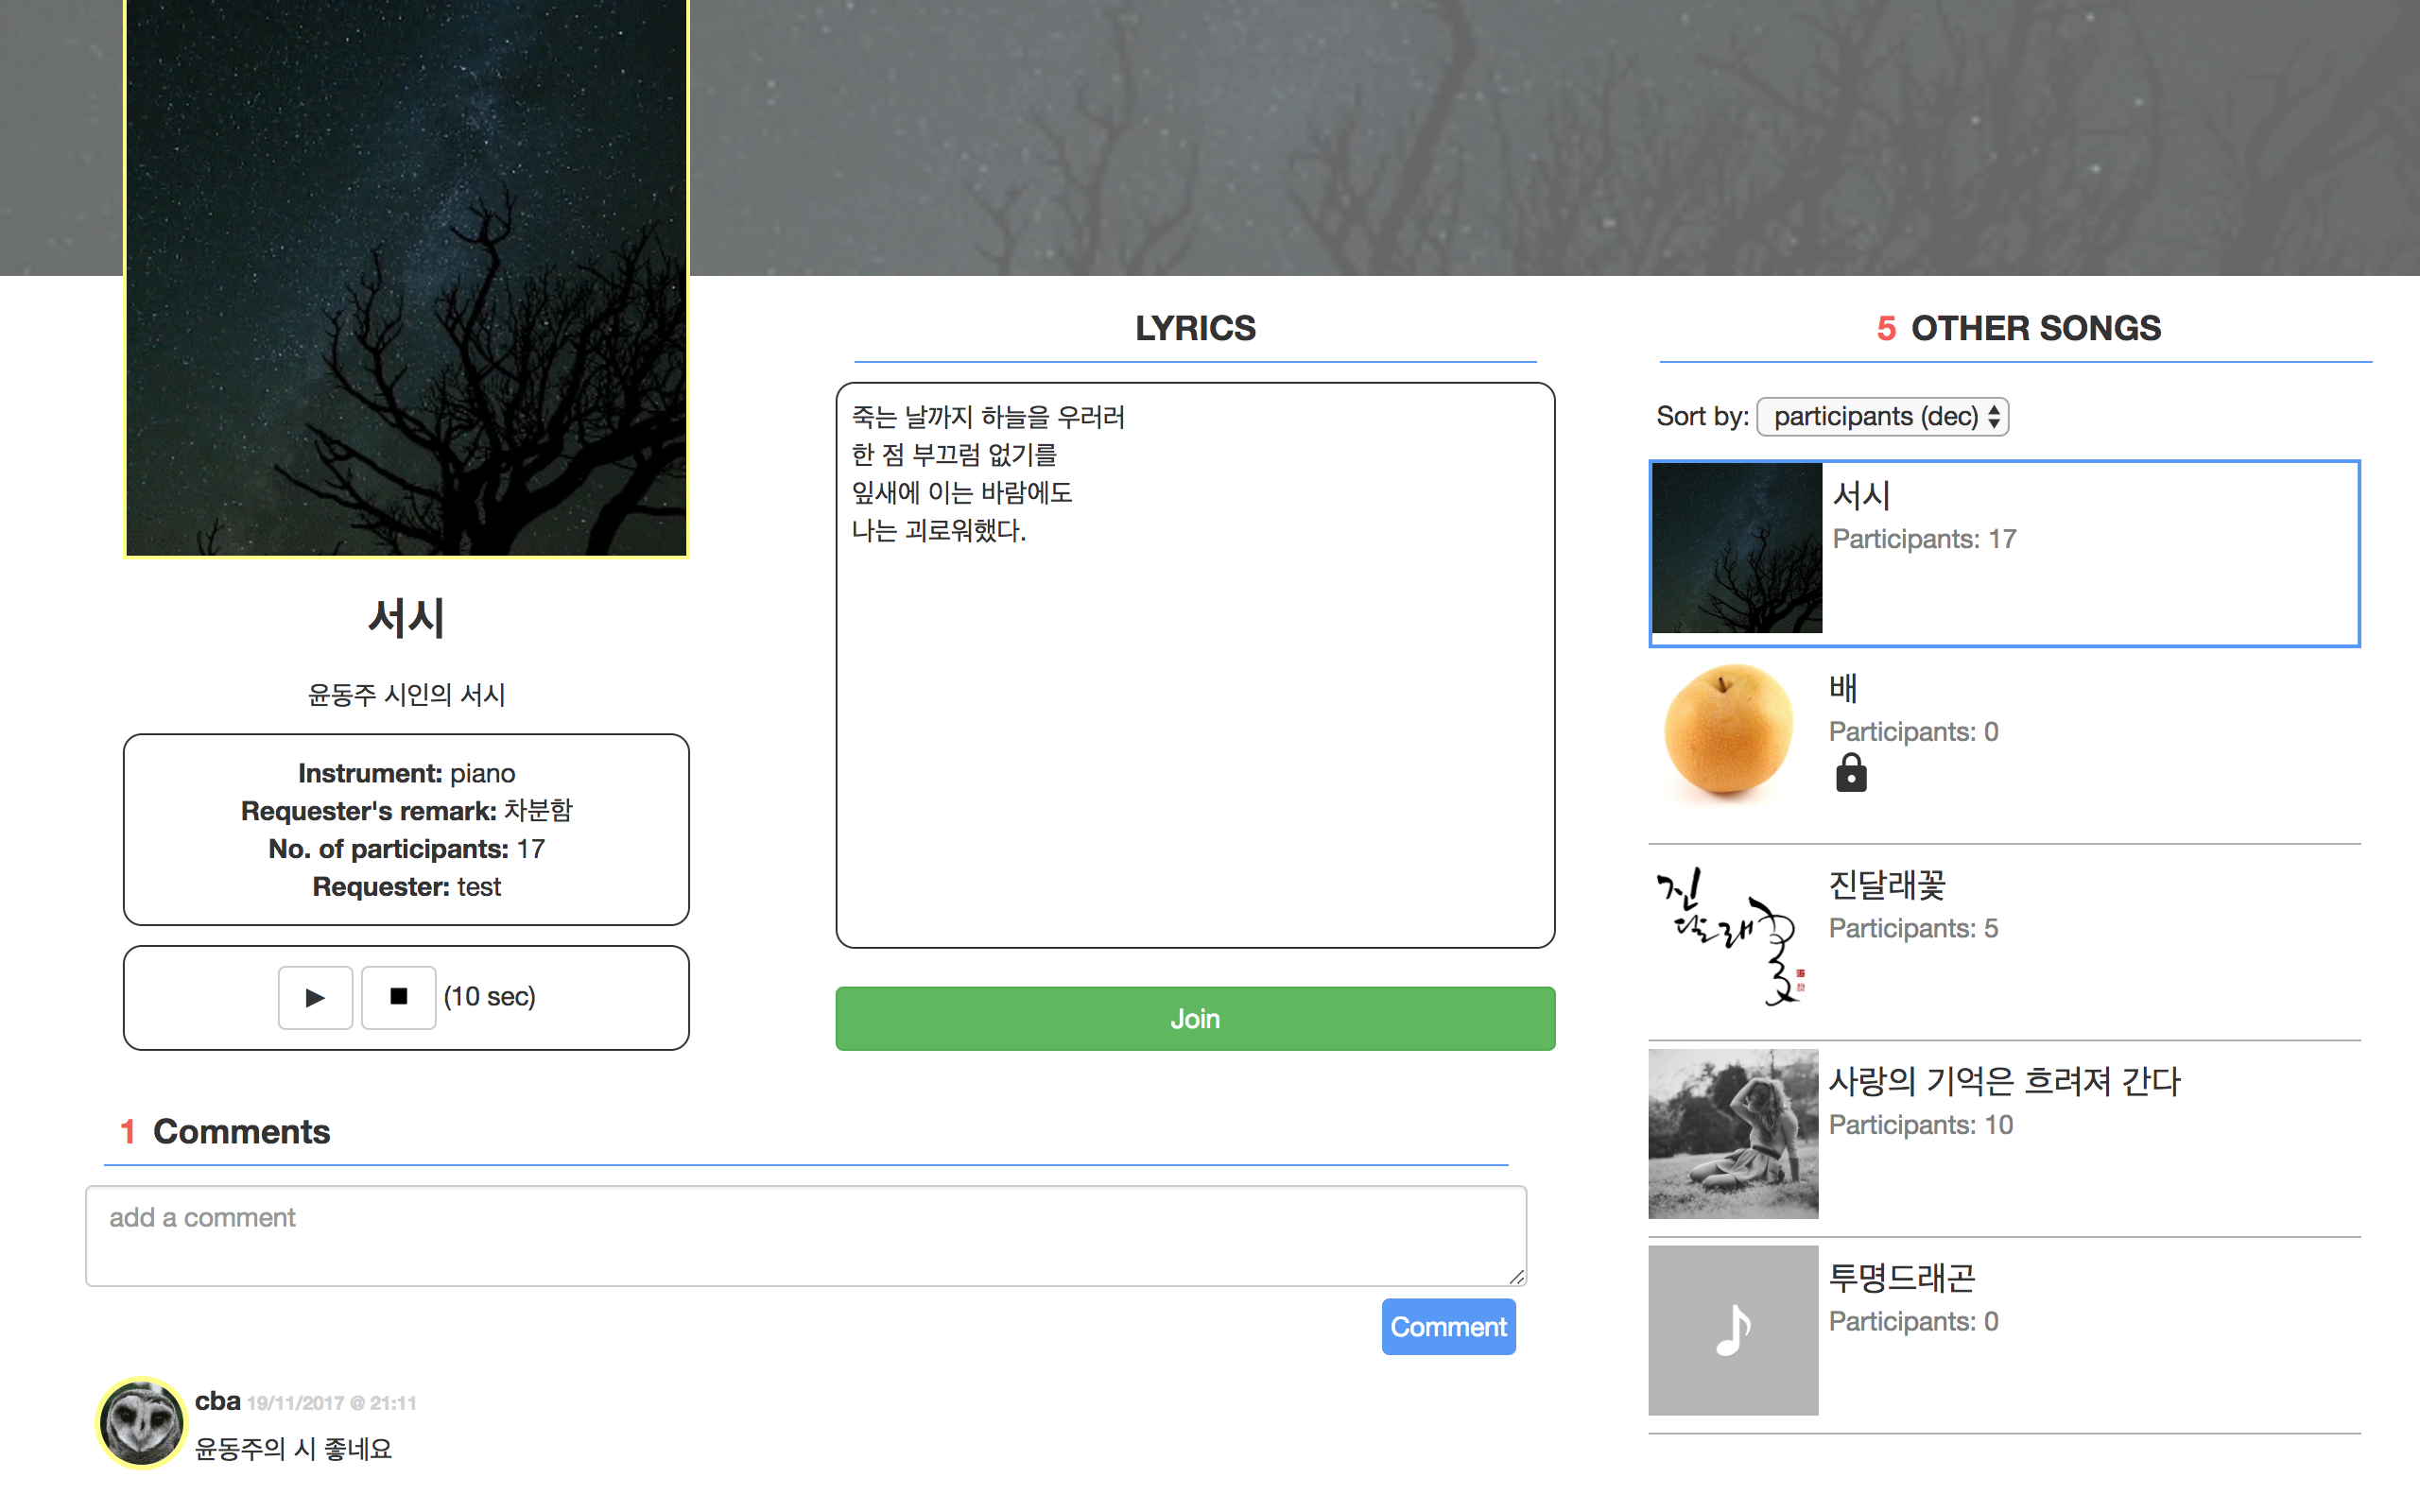 서시
윤동주 시인의 서시
Instrument: piano
Requester's remark: 차분함
No. of participants: 17
Requester: test
(10 sec)
LYRICS
죽는 날까지 하늘을 우러러
한 점 부끄럼 없기를
잎새에 이는 바람에도
나는 괴로워했다.
Join
1 Comments
add a comment
Comment
cba 19/11/2017 @ 21:11
윤동주의 시 좋네요
5 OTHER SONGS
Sort by: participants (dec)
서시
Participants: 17
배
Participants: 0
진달래꽃
진달래꽃
Participants: 5
사랑의 기억은 흐려져 간다
Participants: 10
투명드래곤
Participants: 0